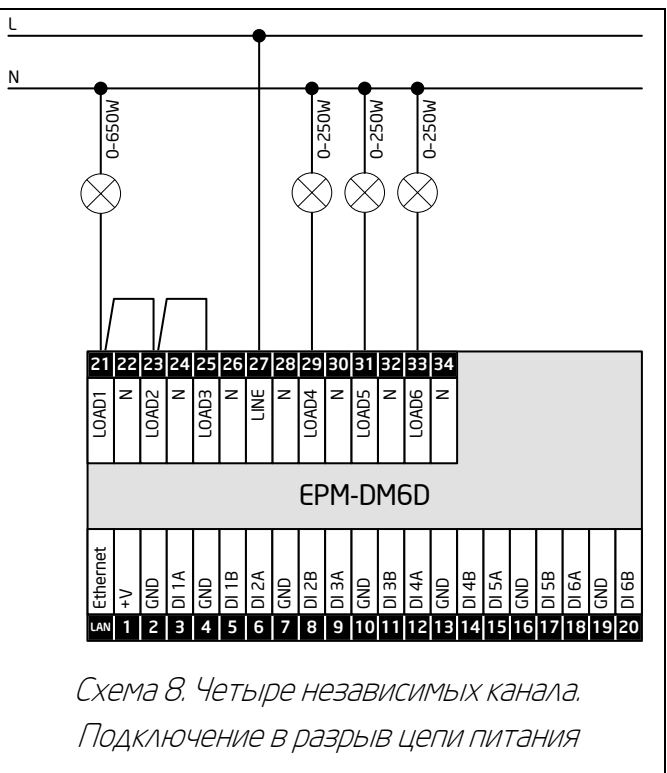 L
N
0-650W
0-250W
0-250W
0-250W
21 22 23 24 25 26 27 28 29 30 31 32 33 34
LOAD1 N LOAD2 N LOAD3 N LINE N LOAD4 N LOAD5 N LOAD6 N
EPM-DM6D
Ethernet +V GND DI 1A GND DI 1B DI 2A GND DI 2B DI 3A GND DI 3B DI 4A GND DI 4B DI 5A GND DI 5B DI 6A GND DI 6B
LAN 1 2 3 4 5 6 7 8 9 10 11 12 13 14 15 16 17 18 19 20
Схема 8. Четыре независимых канала.
Подключение в разрыв цепи питания